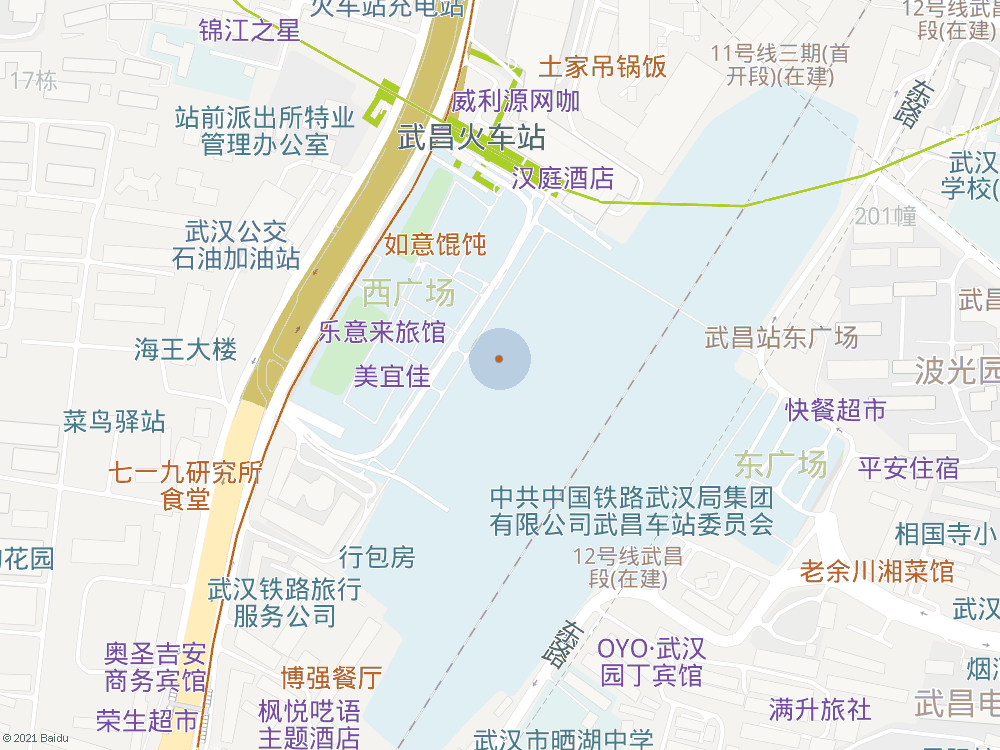 火车站充电站
12号线武昌
段(在建)
锦江之星
11号线三期(首
开段)(在建)
土家吊锅饭
17栋
威利源网咖
东路
站前派出所特业
管理办公室
武昌火车站
武汉
学校(
汉庭酒店
201幢
武汉公交
石油加油站
如意馄饨
西广场
武昌
乐意来旅馆
武昌站东广场
海王大楼
美宜佳
波光园
快餐超市
菜鸟驿站
东广场
平安住宿
七一九研究所
食堂
中共中国铁路武汉局集团
有限公司武昌车站委员会
相国寺小
行包房
12号线武昌
段(在建)
花园
老余川湘菜馆
武汉铁路旅行
服务公司
武汉
东路
奥圣吉安
商务宾馆
OYO·武汉
园丁宾馆
博强餐厅
武昌电
荣生超市
枫悦呓语
主题酒店
满升旅社
武汉市晒湖中学
© 2021 Baidu